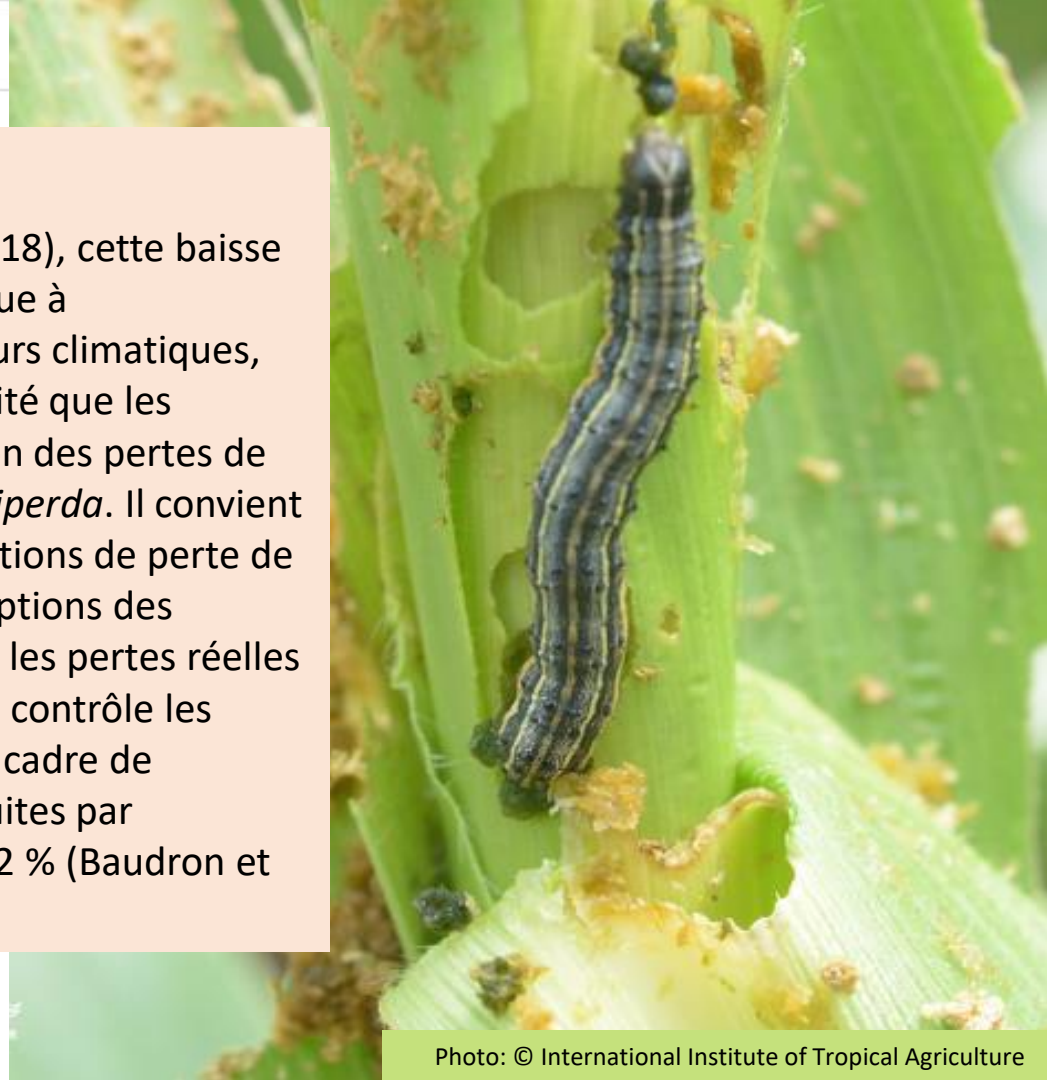 18), cette baisse
ue à
urs climatiques,
ité que les
n des pertes de
iperda. Il convient
tions de perte de
ptions des
les pertes réelles
contrôle les
cadre de
uites par
2 % (Baudron et
Photo: © International Institute of Tropical Agriculture